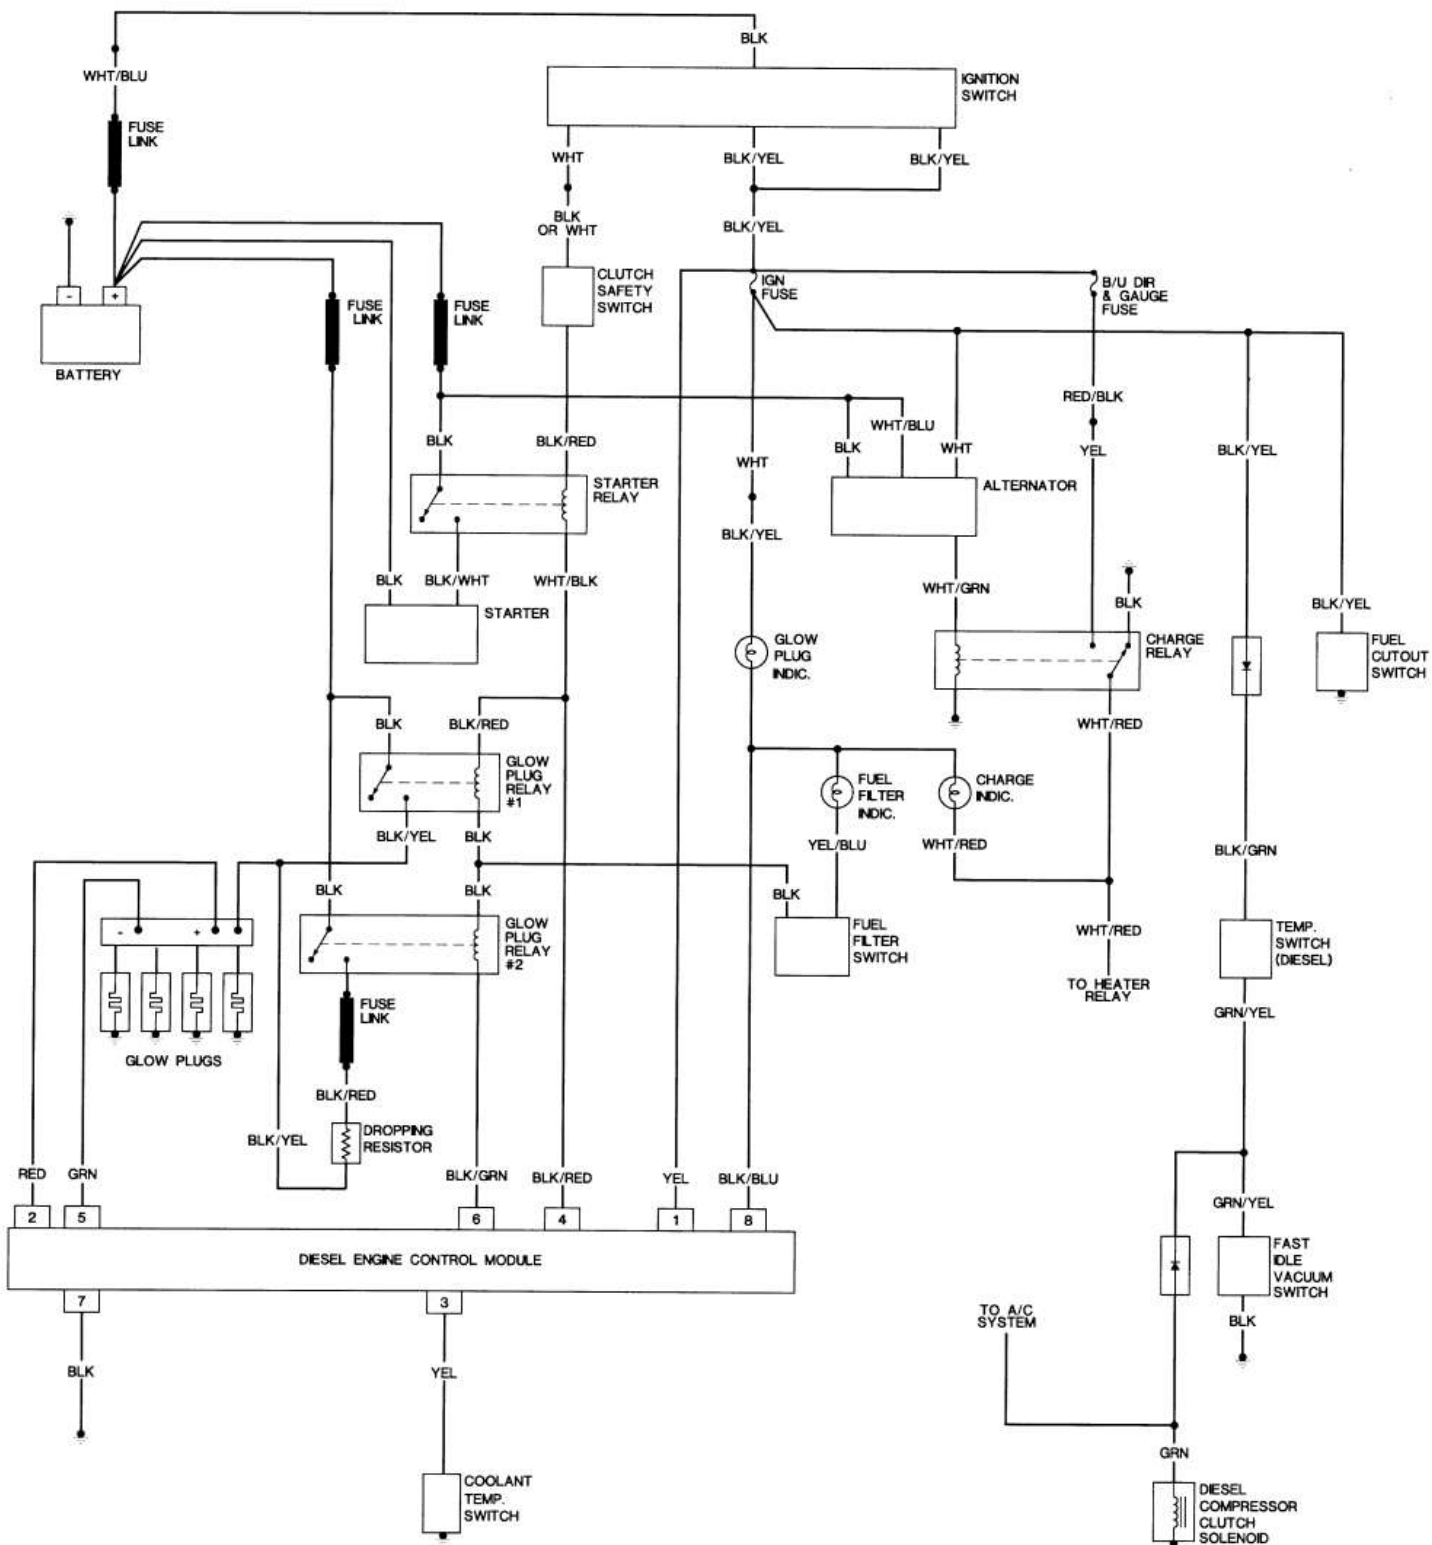 BLK
WHT/BLU
IGNITION
SWITCH
FUSE
LINK
WHT
BLK/YEL
BLK/YEL
BLK
OR WHT
BLK/YEL
CLUTCH
SAFETY
SWITCH
IGN
FUSE
B/U DIR
& GAUGE
FUSE
-
+
FUSE
LINK
FUSE
LINK
BATTERY
RED/BLK
WHT/BLU
BLK
BLK/RED
BLK
WHT
YEL
BLK/YEL
WHT
STARTER
RELAY
ALTERNATOR
BLK/YEL
BLK
BLK/WHT
WHT/BLK
WHT/GRN
BLK
BLK/YEL
STARTER
GLOW
PLUG
INDIC.
CHARGE
RELAY
FUEL
CUTOUT
SWITCH
BLK
BLK/RED
WHT/RED
GLOW
PLUG
RELAY
#1
FUEL
FILTER
INDIC.
CHARGE
INDIC.
BLK/YEL
BLK
YEL/BLU
WHT/RED
BLK/GRN
BLK
BLK
BLK
-
+
GLOW
PLUG
RELAY
#2
FUEL
FILTER
SWITCH
WHT/RED
TEMP.
SWITCH
(DIESEL)
TO HEATER
RELAY
FUSE
LINK
GRN/YEL
GLOW PLUGS
BLK/RED
BLK/YEL
DROPPING
RESISTOR
RED
GRN
BLK/GRN
BLK/RED
YEL
BLK/BLU
GRN/YEL
2
5
6
4
1
8
DIESEL ENGINE CONTROL MODULE
FAST
IDLE
VACUUM
SWITCH
7
3
TO A/C
SYSTEM
BLK
BLK
YEL
GRN
COOLANT
TEMP.
SWITCH
DIESEL
COMPRESSOR
CLUTCH
SOLENOID